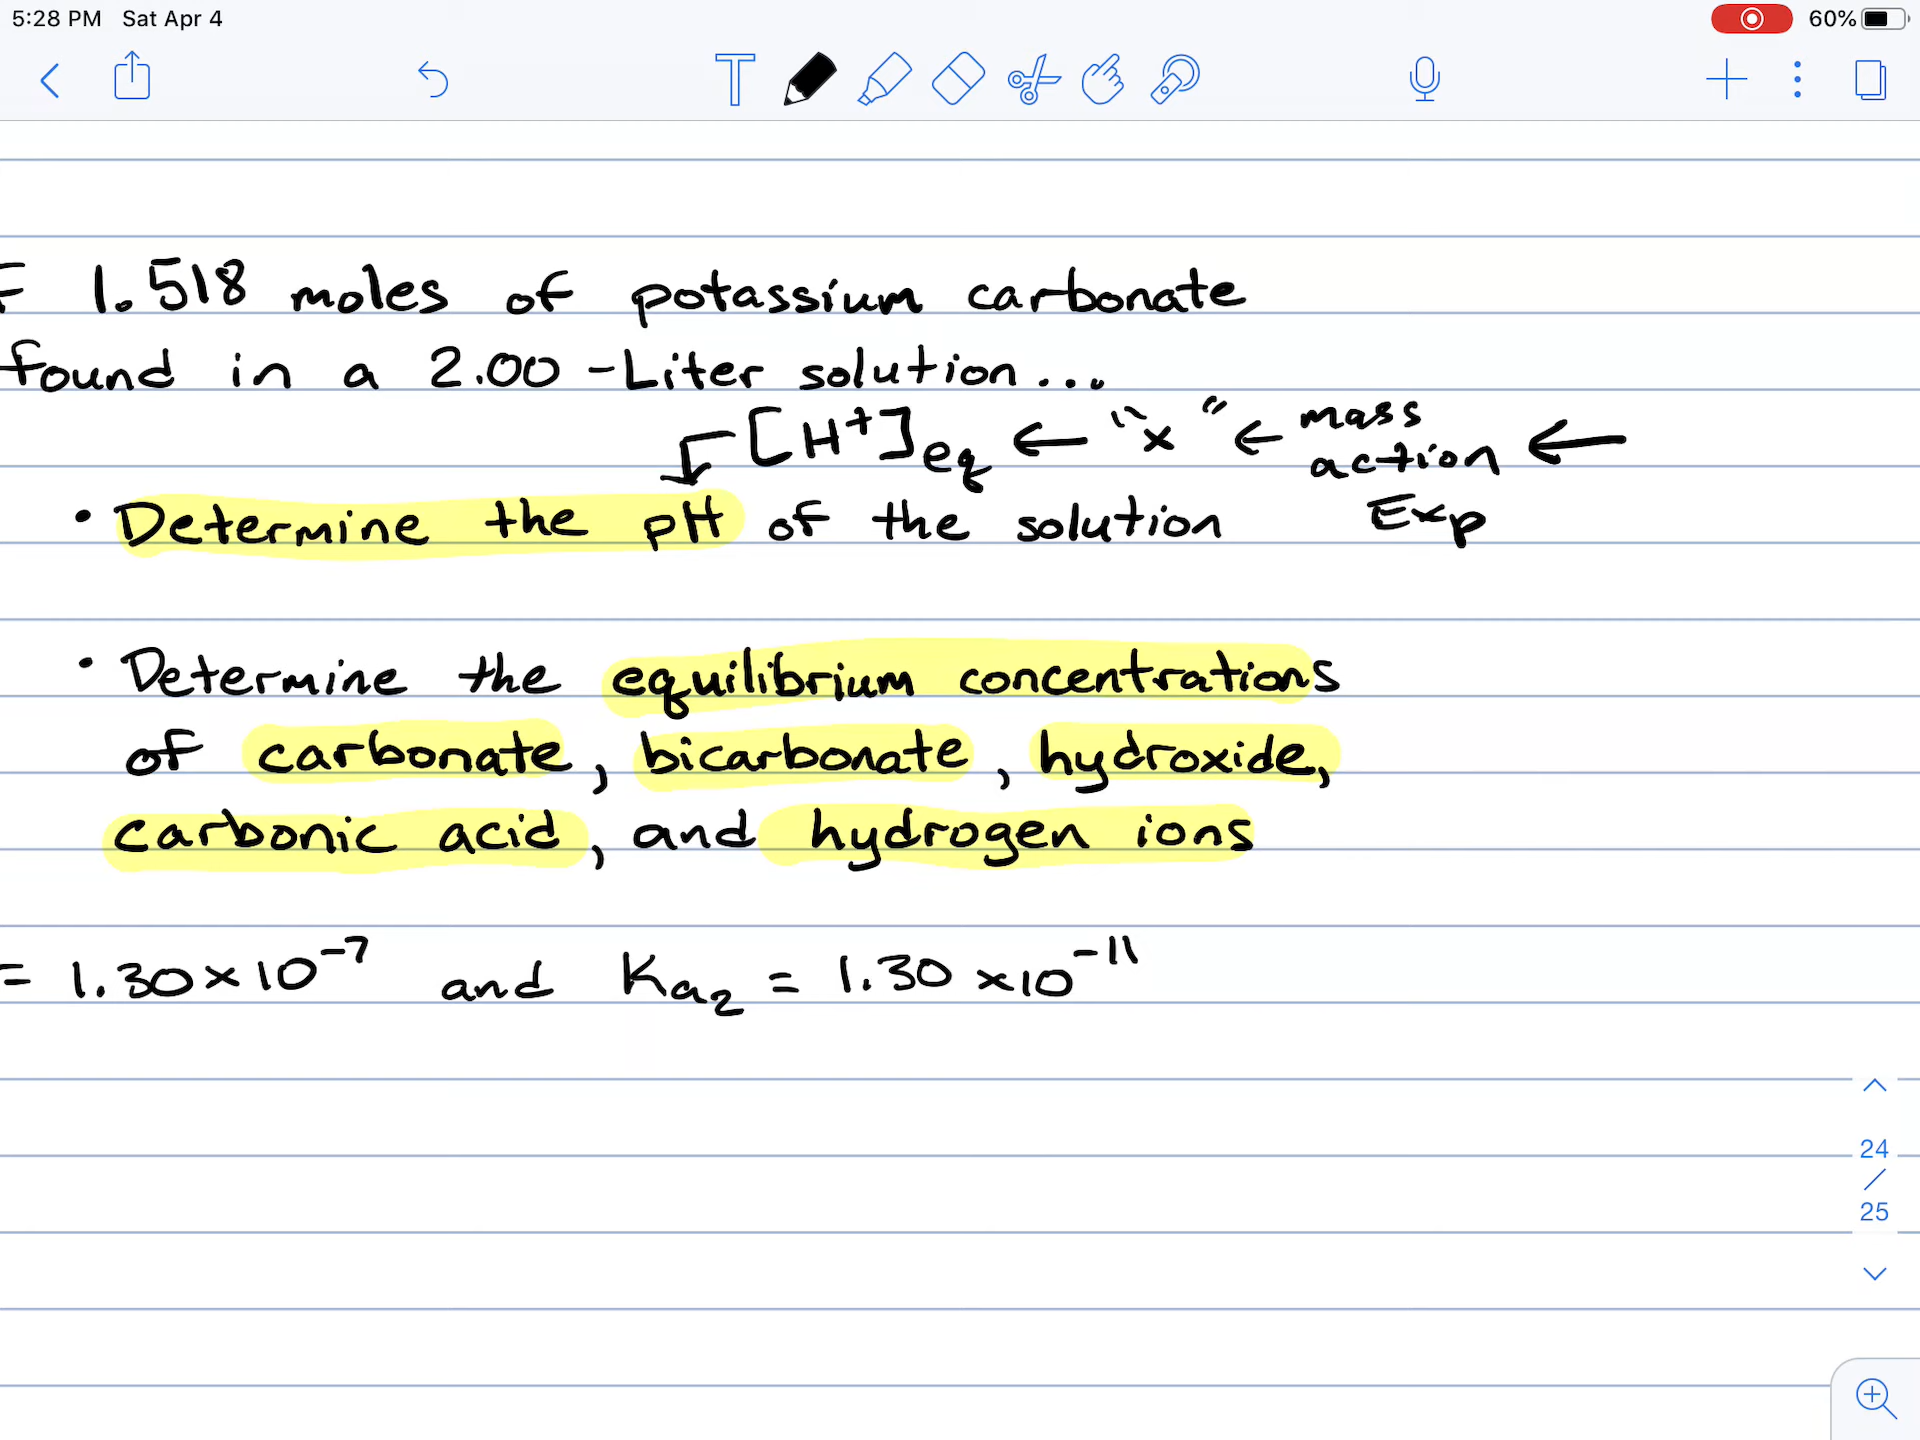 5:28 PM Sat Apr 4
60%
1.518 moles of potassium carbonate
found in a 2.00 -Liter solution...
[H⁺]eq ← "x" ← mass action Exp ←
• Determine the pH of the solution
• Determine the equilibrium concentrations
of carbonate, bicarbonate, hydroxide,
carbonic acid, and hydrogen ions
= 1.30×10⁻⁷ and Ka₂ = 1.30 ×10⁻¹¹
24
/
25